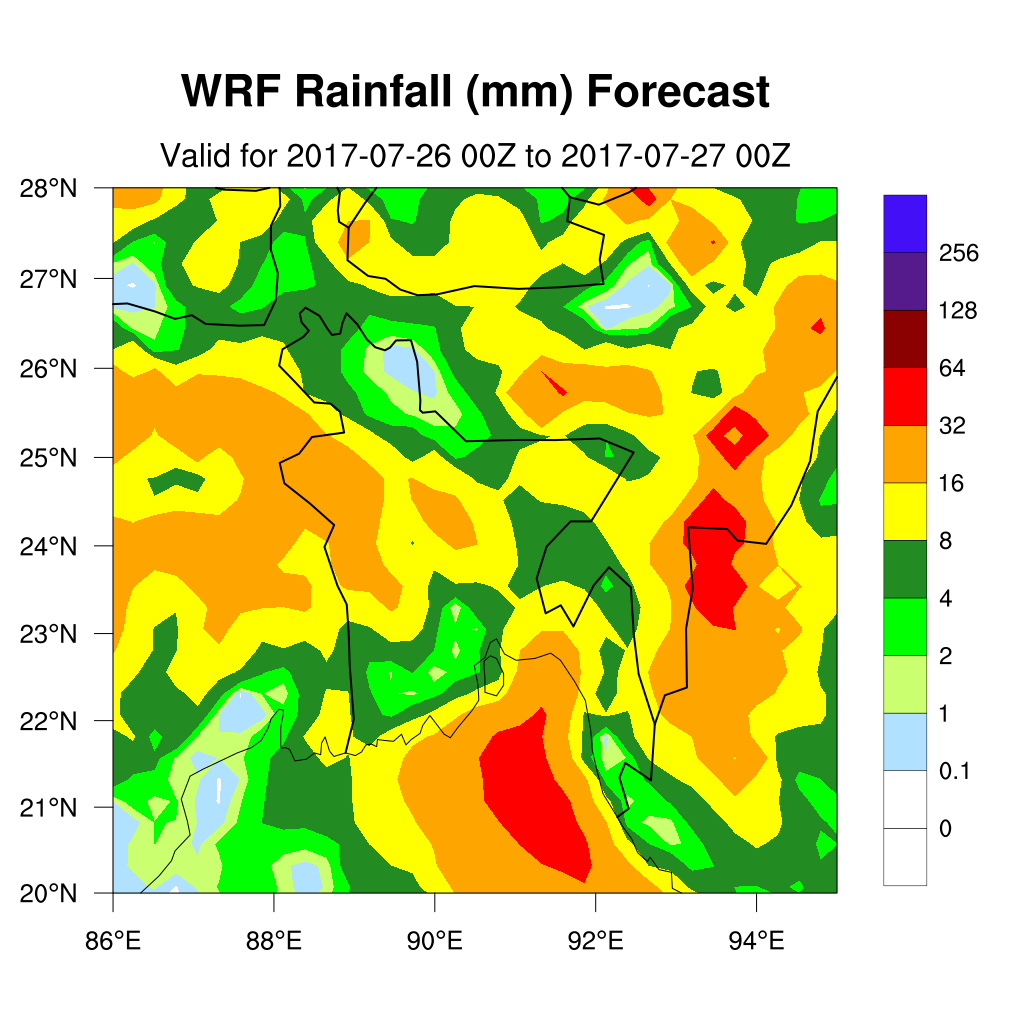 WRF Rainfall (mm) Forecast
Valid for 2017-07-26 00Z to 2017-07-27 00Z
28°N
27°N
26°N
25°N
24°N
23°N
22°N
21°N
20°N
86°E 88°E 90°E 92°E 94°E
256
128
64
32
16
8
4
2
1
0.1
0